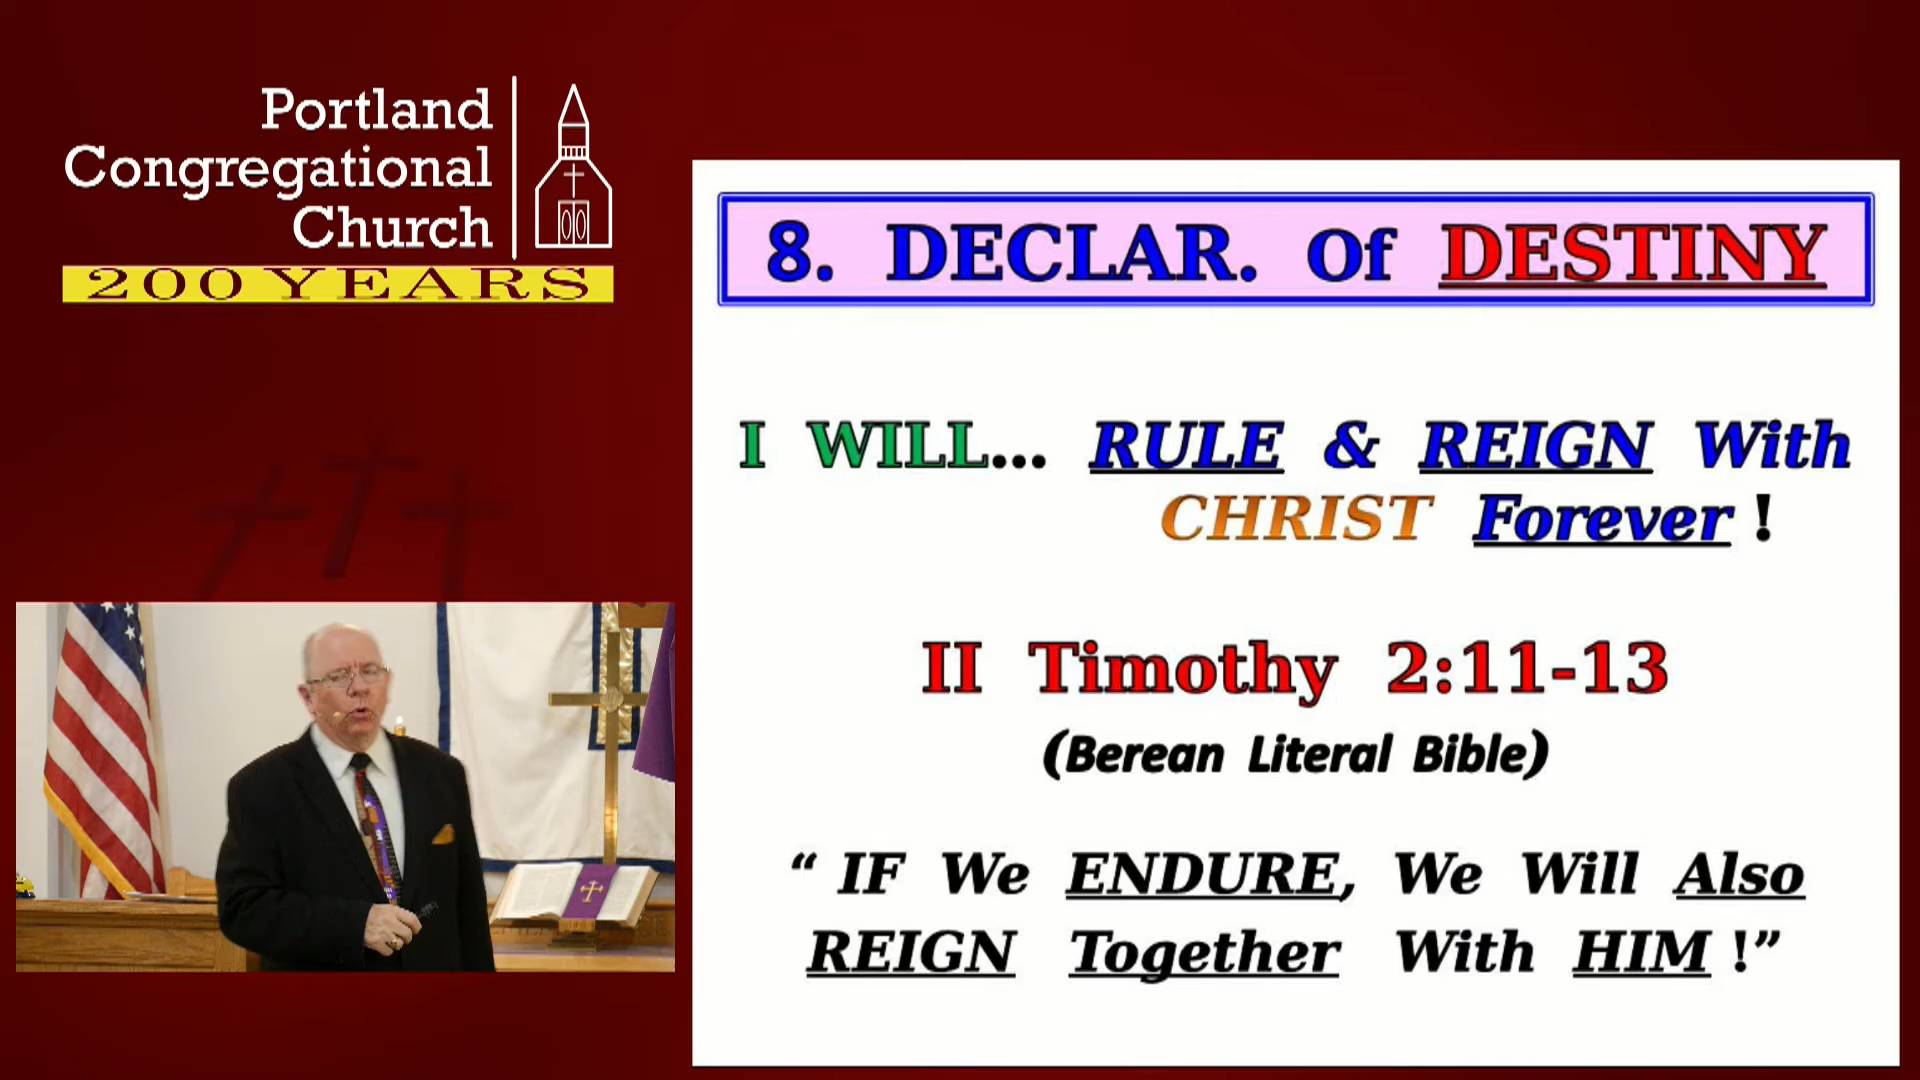 Portland
Congregational
Church
200 YEARS
8. DECLAR. Of DESTINY
I WILL... RULE & REIGN With
CHRIST Forever !
II Timothy 2:11-13
(Berean Literal Bible)
“ IF We ENDURE, We Will Also
REIGN Together With HIM !”